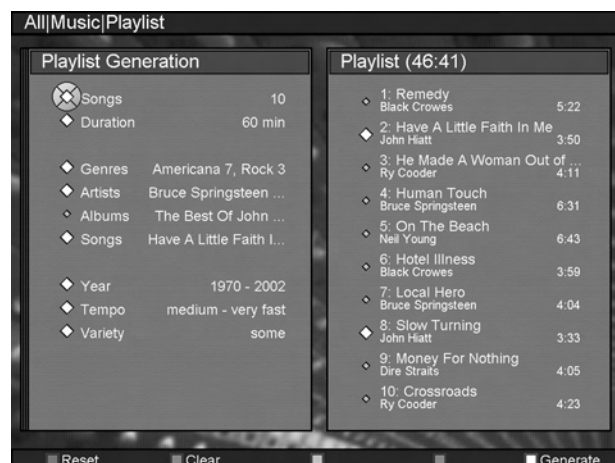 All|Music|Playlist
Playlist Generation
Songs 10
Duration 60 min
Genres Americana 7, Rock 3
Artists Bruce Springsteen ...
Albums The Best Of John ...
Songs Have A Little Faith I...
Year 1970 - 2002
Tempo medium - very fast
Variety some
Playlist (46:41)
1: Remedy
Black Crowes 5:22
2: Have A Little Faith In Me
John Hiatt 3:50
3: He Made A Woman Out of ...
Ry Cooder 4:11
4: Human Touch
Bruce Springsteen 6:31
5: On The Beach
Neil Young 6:43
6: Hotel Illness
Black Crowes 3:59
7: Local Hero
Bruce Springsteen 4:04
8: Slow Turning
John Hiatt 3:33
9: Money For Nothing
Dire Straits 4:05
10: Crossroads
Ry Cooder 4:23
Reset Clear Generate